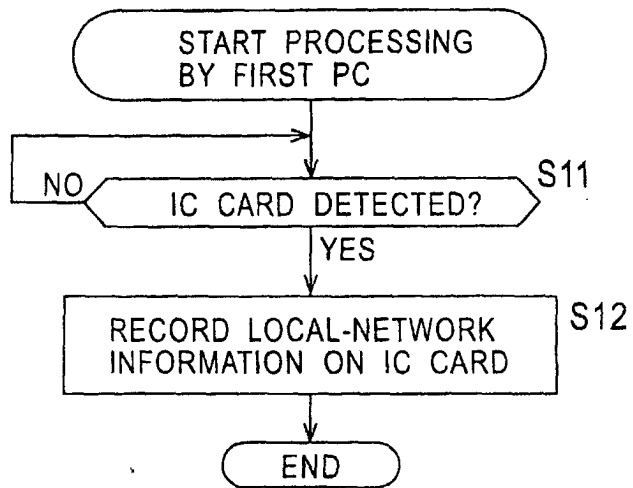 START PROCESSING
BY FIRST PC
NO
IC CARD DETECTED?
S11
YES
RECORD LOCAL-NETWORK
INFORMATION ON IC CARD
S12
END